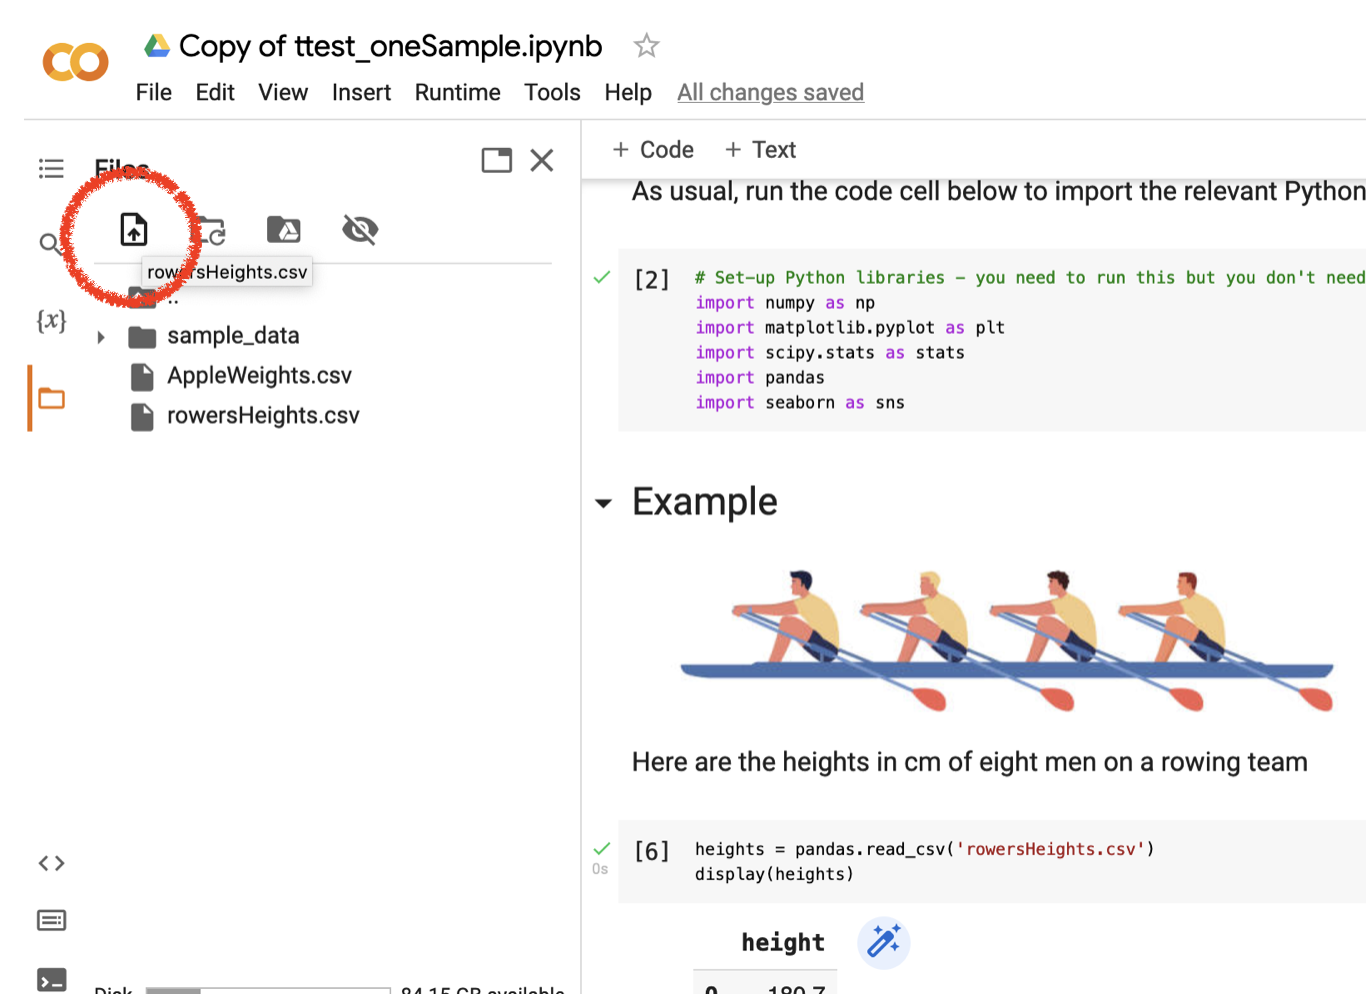 Copy of ttest_oneSample.ipynb
File Edit View Insert Runtime Tools Help All changes saved
Files
rowersHeights.csv
..
sample_data
AppleWeights.csv
rowersHeights.csv
{x}
<>
Disk 84.15 GB available
+ Code + Text
As usual, run the code cell below to import the relevant Python
[2] # Set-up Python libraries - you need to run this but you don't need
import numpy as np
import matplotlib.pyplot as plt
import scipy.stats as stats
import pandas
import seaborn as sns
Example
Here are the heights in cm of eight men on a rowing team
[6] heights = pandas.read_csv('rowersHeights.csv')
0s
display(heights)
height
0 180.7